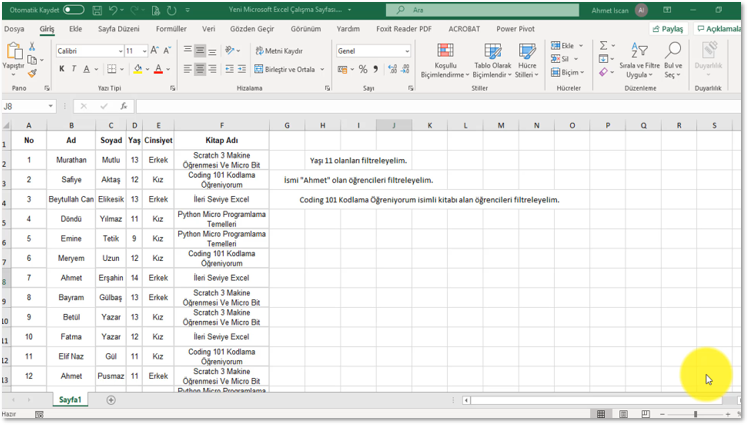 Otomatik Kaydet
Yeni Microsoft Excel Çalışma Sayfası...
Ara
Ahmet Iscan AI
Dosya Giriş Ekle Sayfa Düzeni Formüller Veri Gözden Geçir Görünüm Yardım Foxit Reader PDF ACROBAT Power Pivot Paylaş Açıklamala
Yapıştır
Calibri 11
K T A
Metni Kaydır
Birleştir ve Ortala
Genel
Koşullu Biçimlendirme
Tablo Olarak Biçimlendir
Hücre Stilleri
Ekle
Sil
Biçim
Sırala ve Filtre Uygula
Bul ve Seç
Duyarlılık
Pano Yazı Tipi Hizalama Sayı Stiller Hücreler Düzenleme Duyarlılık
J8 fx
A B C D E F G H I J K L M N O P Q R S
1 No Ad Soyad Yaş Cinsiyet Kitap Adı
2 1 Murathan Mutlu 13 Erkek Scratch 3 Makine Öğrenmesi Ve Micro Bit Yaşı 11 olanları filtreleyelim.
3 2 Safiye Aktaş 12 Kız Coding 101 Kodlama Öğreniyorum İsmi "Ahmet" olan öğrencileri filtreleyelim.
4 3 Beytullah Can Elikesik 13 Erkek İleri Seviye Excel Coding 101 Kodlama Öğreniyorum isimli kitabı alan öğrencileri filtreleyelim.
5 4 Döndü Yılmaz 11 Kız Python Micro Programlama Temelleri
6 5 Emine Tetik 9 Kız Python Micro Programlama Temelleri
7 6 Meryem Uzun 12 Kız Coding 101 Kodlama Öğreniyorum
8 7 Ahmet Erşahin 14 Erkek İleri Seviye Excel
9 8 Bayram Gülbaş 13 Erkek Scratch 3 Makine Öğrenmesi Ve Micro Bit
10 9 Betül Yazar 13 Kız Scratch 3 Makine Öğrenmesi Ve Micro Bit
11 10 Fatma Yazar 12 Kız İleri Seviye Excel
12 11 Elif Naz Gül 11 Kız Coding 101 Kodlama Öğreniyorum
13 12 Ahmet Pusmaz 11 Erkek Scratch 3 Makine Öğrenmesi Ve Micro Bit
Python Micro Programlama
Sayfa1
Hazır